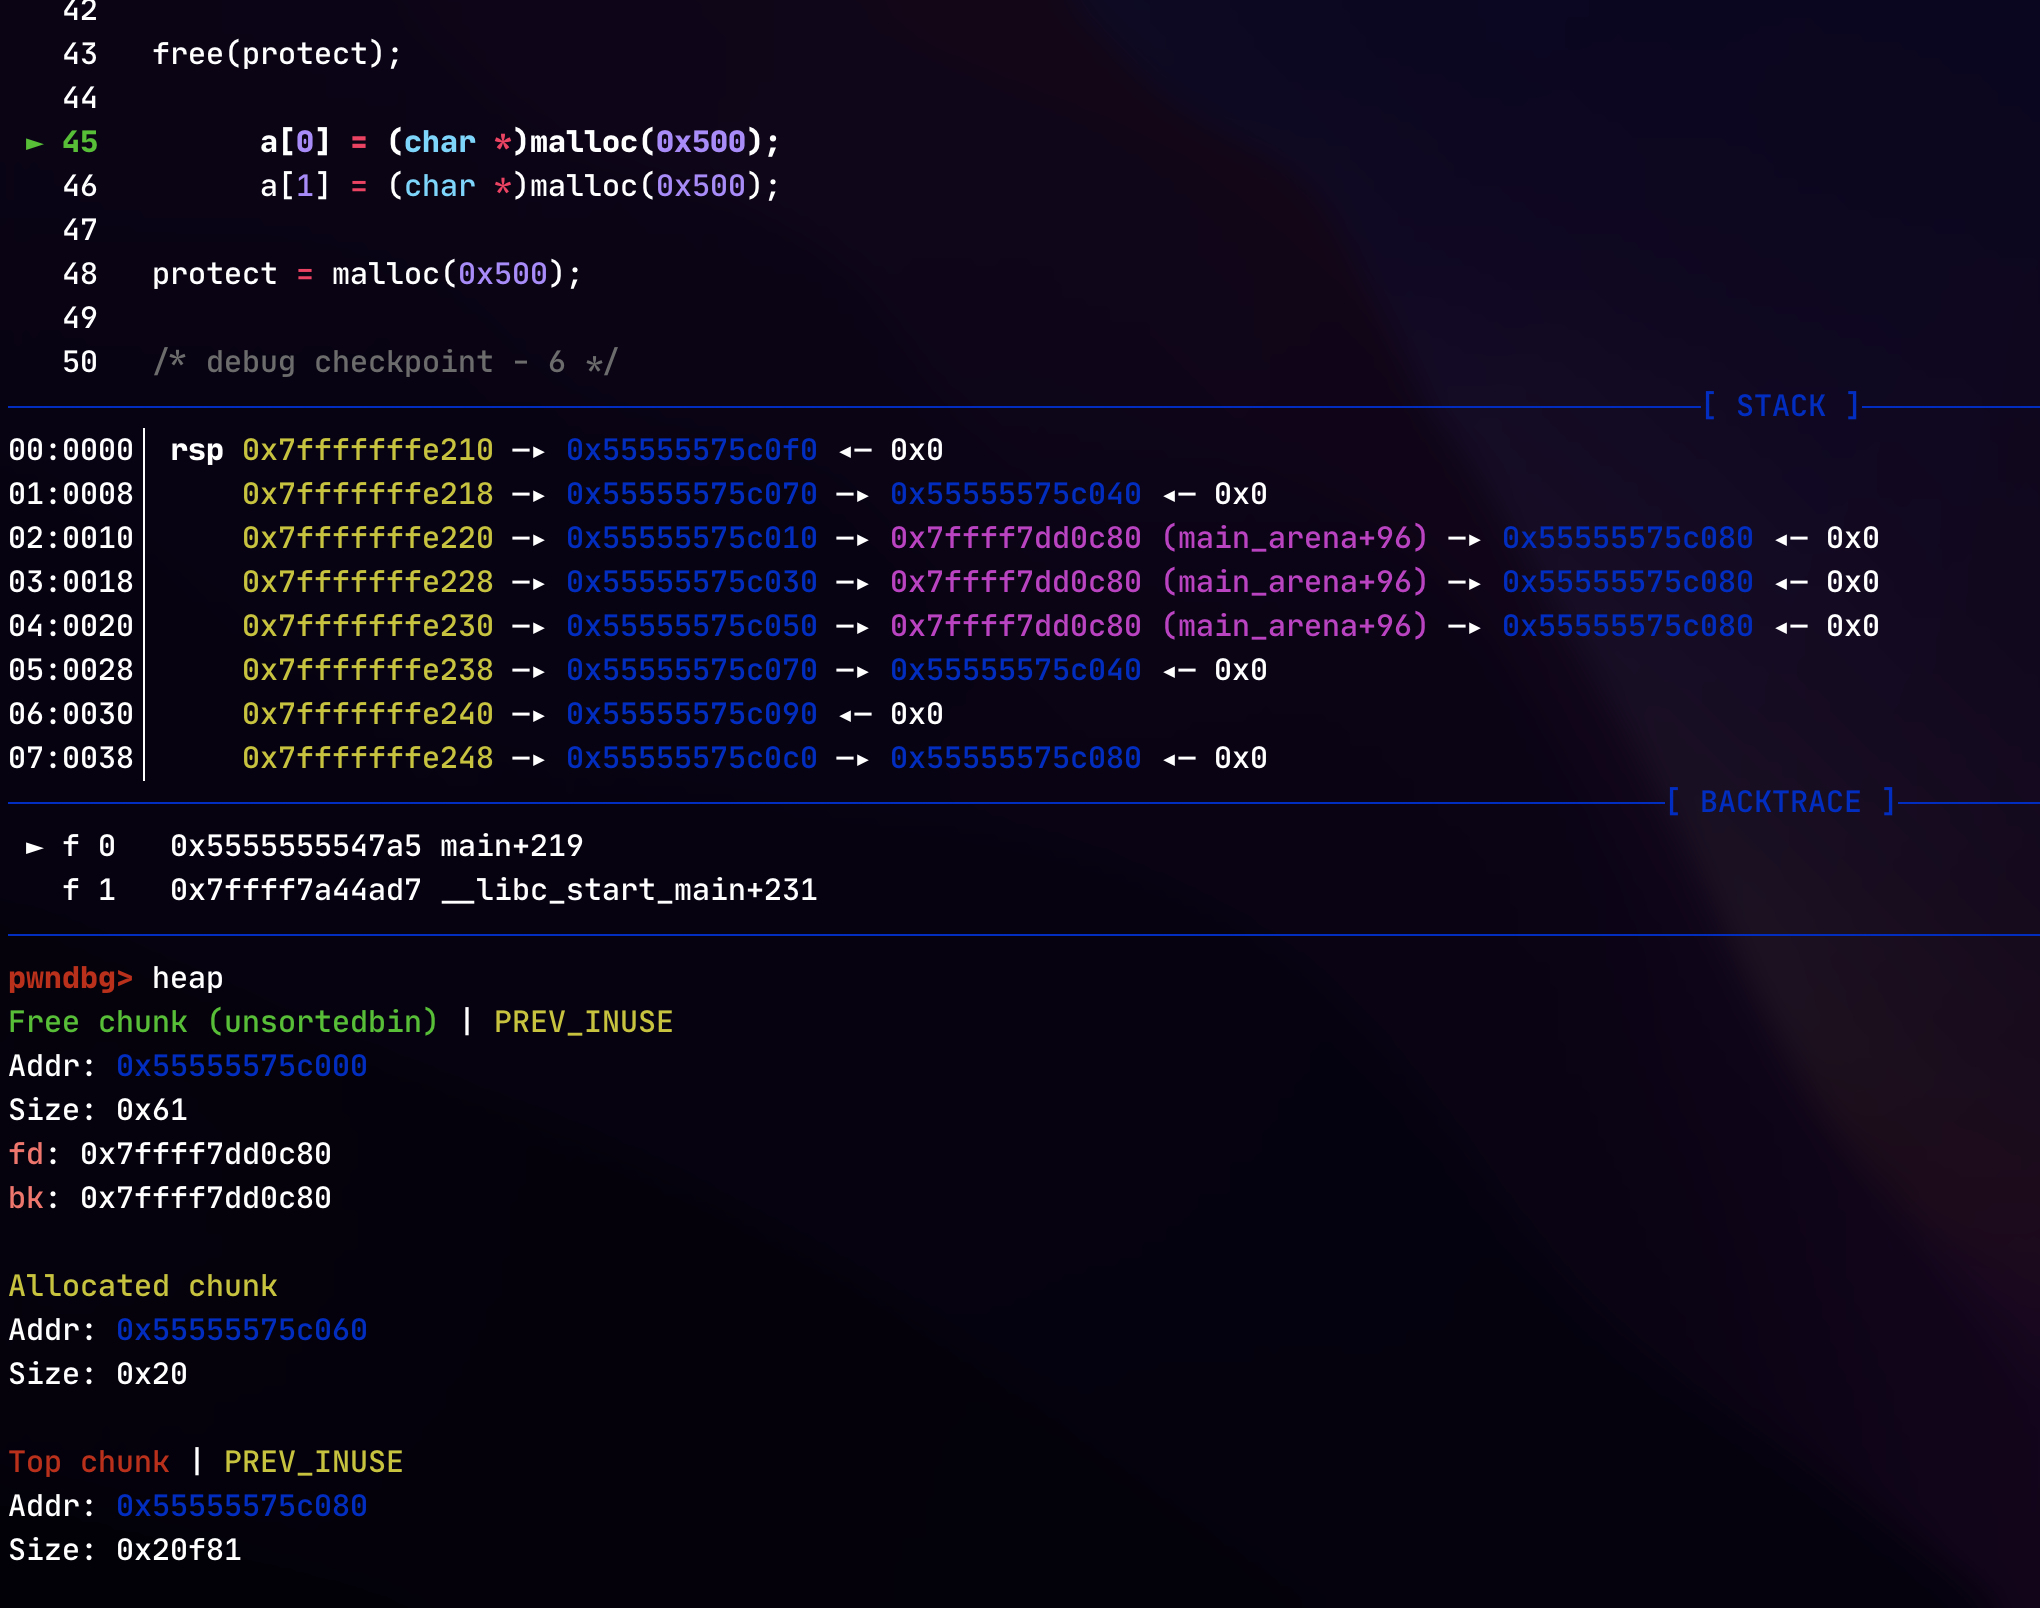 42
43 free(protect);
44
► 45 a[0] = (char *)malloc(0x500);
46 a[1] = (char *)malloc(0x500);
47
48 protect = malloc(0x500);
49
50 /* debug checkpoint - 6 */
[ STACK ]
00:0000│ rsp 0x7fffffffe210 —▸ 0x55555575c0f0 ◂— 0x0
01:0008│ 0x7fffffffe218 —▸ 0x55555575c070 —▸ 0x55555575c040 ◂— 0x0
02:0010│ 0x7fffffffe220 —▸ 0x55555575c010 —▸ 0x7ffff7dd0c80 (main_arena+96) —▸ 0x55555575c080 ◂— 0x0
03:0018│ 0x7fffffffe228 —▸ 0x55555575c030 —▸ 0x7ffff7dd0c80 (main_arena+96) —▸ 0x55555575c080 ◂— 0x0
04:0020│ 0x7fffffffe230 —▸ 0x55555575c050 —▸ 0x7ffff7dd0c80 (main_arena+96) —▸ 0x55555575c080 ◂— 0x0
05:0028│ 0x7fffffffe238 —▸ 0x55555575c070 —▸ 0x55555575c040 ◂— 0x0
06:0030│ 0x7fffffffe240 —▸ 0x55555575c090 ◂— 0x0
07:0038│ 0x7fffffffe248 —▸ 0x55555575c0c0 —▸ 0x55555575c080 ◂— 0x0
[ BACKTRACE ]
► f 0 0x5555555547a5 main+219
f 1 0x7ffff7a44ad7 __libc_start_main+231
pwndbg> heap
Free chunk (unsortedbin) | PREV_INUSE
Addr: 0x55555575c000
Size: 0x61
fd: 0x7ffff7dd0c80
bk: 0x7ffff7dd0c80
Allocated chunk
Addr: 0x55555575c060
Size: 0x20
Top chunk | PREV_INUSE
Addr: 0x55555575c080
Size: 0x20f81